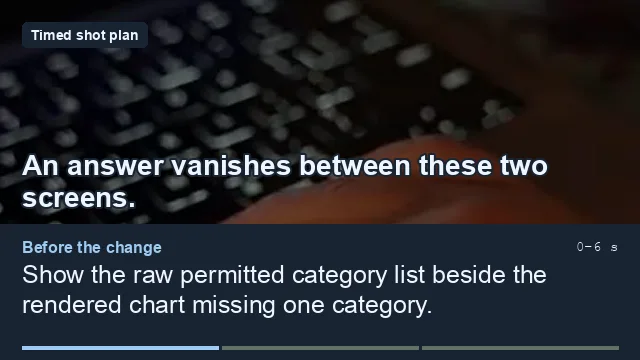 Timed shot plan
An answer vanishes between these two
screens.
Before the change
0–6 s
Show the raw permitted category list beside the
rendered chart missing one category.